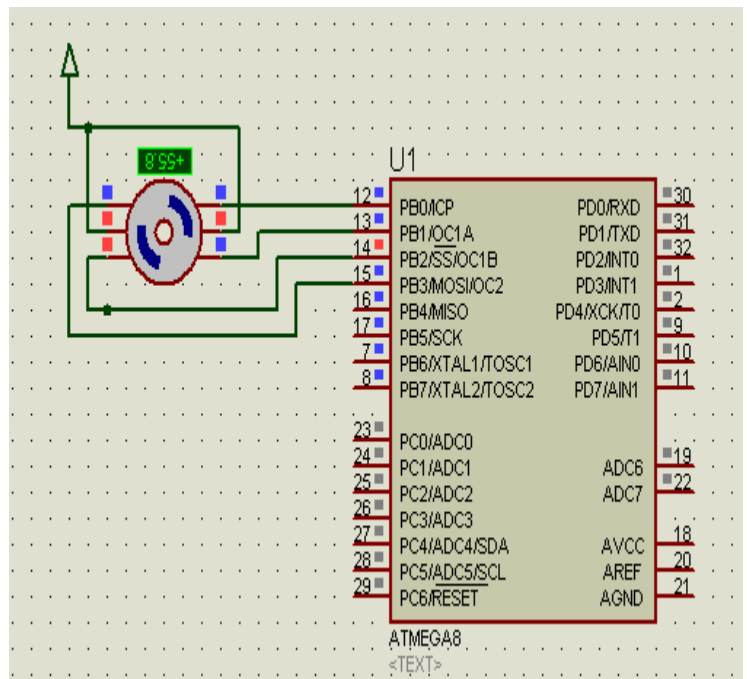 +55.8
U1
12 PB0/ICP PD0/RXD 30
13 PB1/OC1A PD1/TXD 31
14 PB2/SS/OC1B PD2/INT0 32
15 PB3/MOSI/OC2 PD3/INT1 1
16 PB4/MISO PD4/XCK/T0 2
17 PB5/SCK PD5/T1 9
7 PB6/XTAL1/TOSC1 PD6/AIN0 10
8 PB7/XTAL2/TOSC2 PD7/AIN1 11
23 PC0/ADC0
24 PC1/ADC1 ADC6 19
25 PC2/ADC2 ADC7 22
26 PC3/ADC3
27 PC4/ADC4/SDA AVCC 18
28 PC5/ADC5/SCL AREF 20
29 PC6/RESET AGND 21
ATMEGA8
<TEXT>